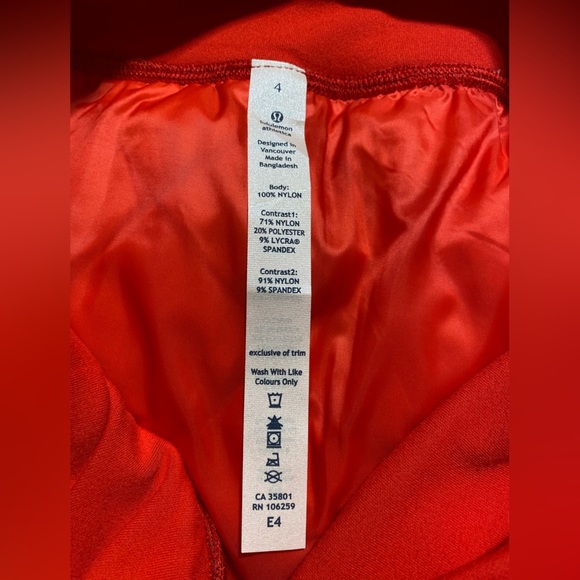 4
lululemon
athletica
Designed in
Vancouver
Made in
Bangladesh
Body:
100% NYLON
Contrast1:
71% NYLON
20% POLYESTER
9% LYCRA®
SPANDEX
Contrast2:
91% NYLON
9% SPANDEX
exclusive of trim
Wash With Like
Colours Only
CA 35801
RN 106259
E4